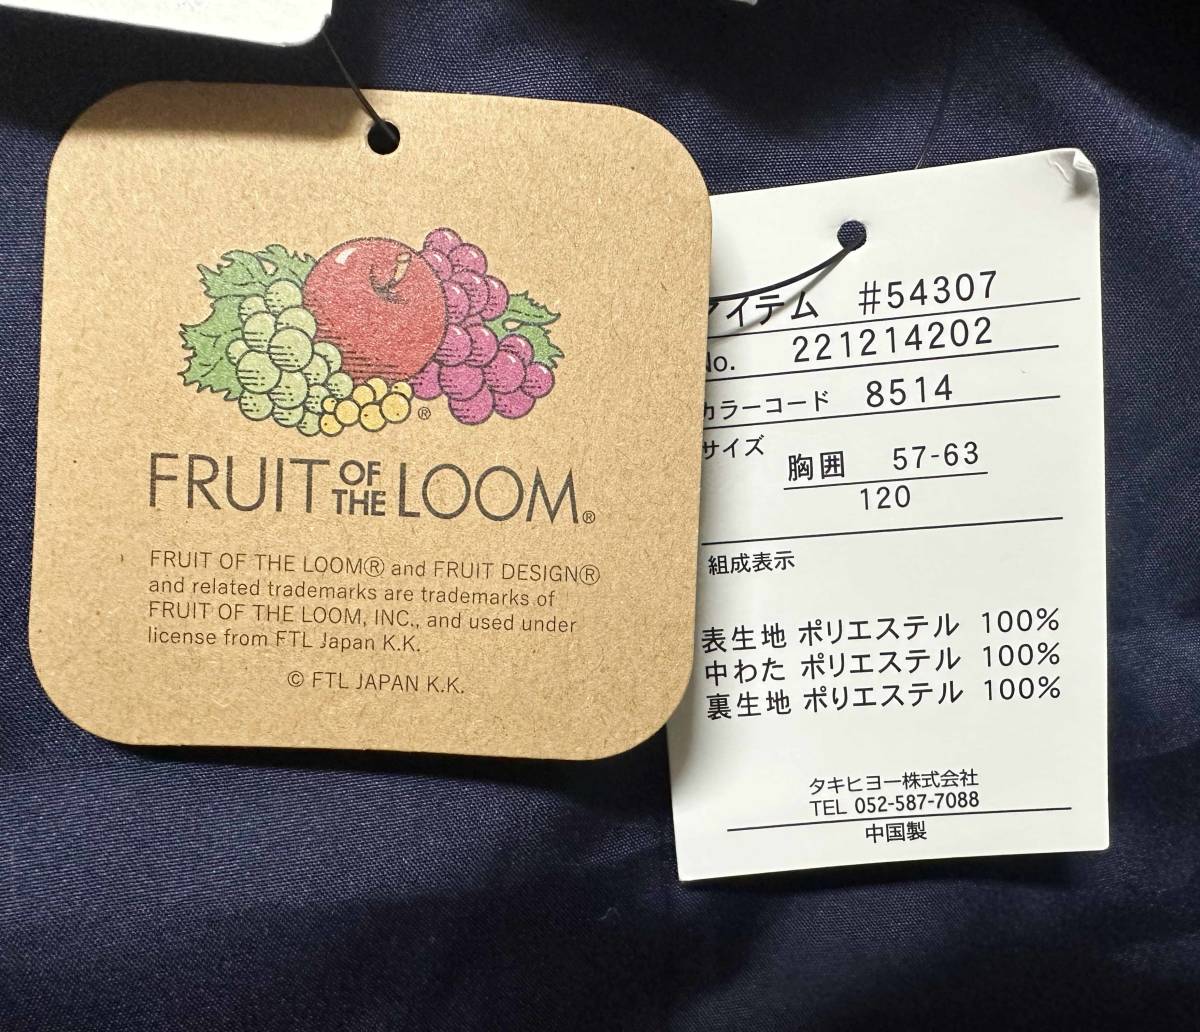 FRUIT OF THE LOOM®
FRUIT OF THE LOOM® and FRUIT DESIGN®
and related trademarks are trademarks of
FRUIT OF THE LOOM, INC., and used under
license from FTL Japan K.K.
© FTL JAPAN K.K.
アイテム #54307
No. 221214202
カラーコード 8514
サイズ 胸囲 57-63
120
組成表示
表生地 ポリエステル 100%
中わた ポリエステル 100%
裏生地 ポリエステル 100%
タキヒヨー株式会社
TEL 052-587-7088
中国製